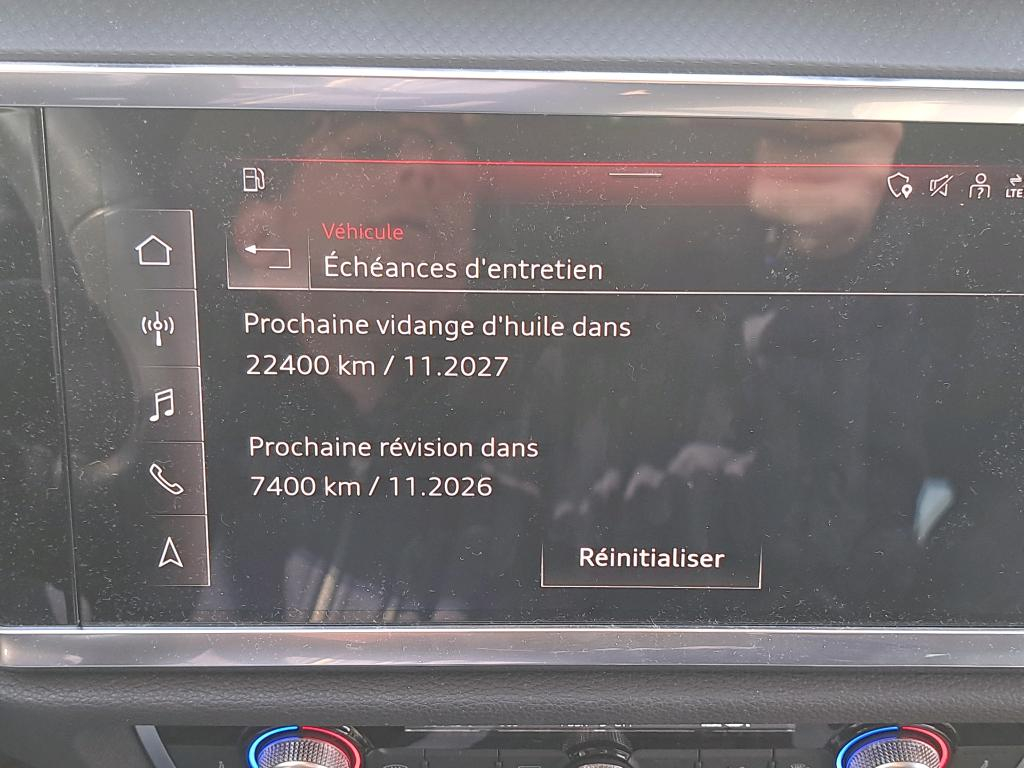 LTE
Véhicule
Échéances d'entretien
Prochaine vidange d'huile dans
22400 km / 11.2027
Prochaine révision dans
7400 km / 11.2026
Réinitialiser